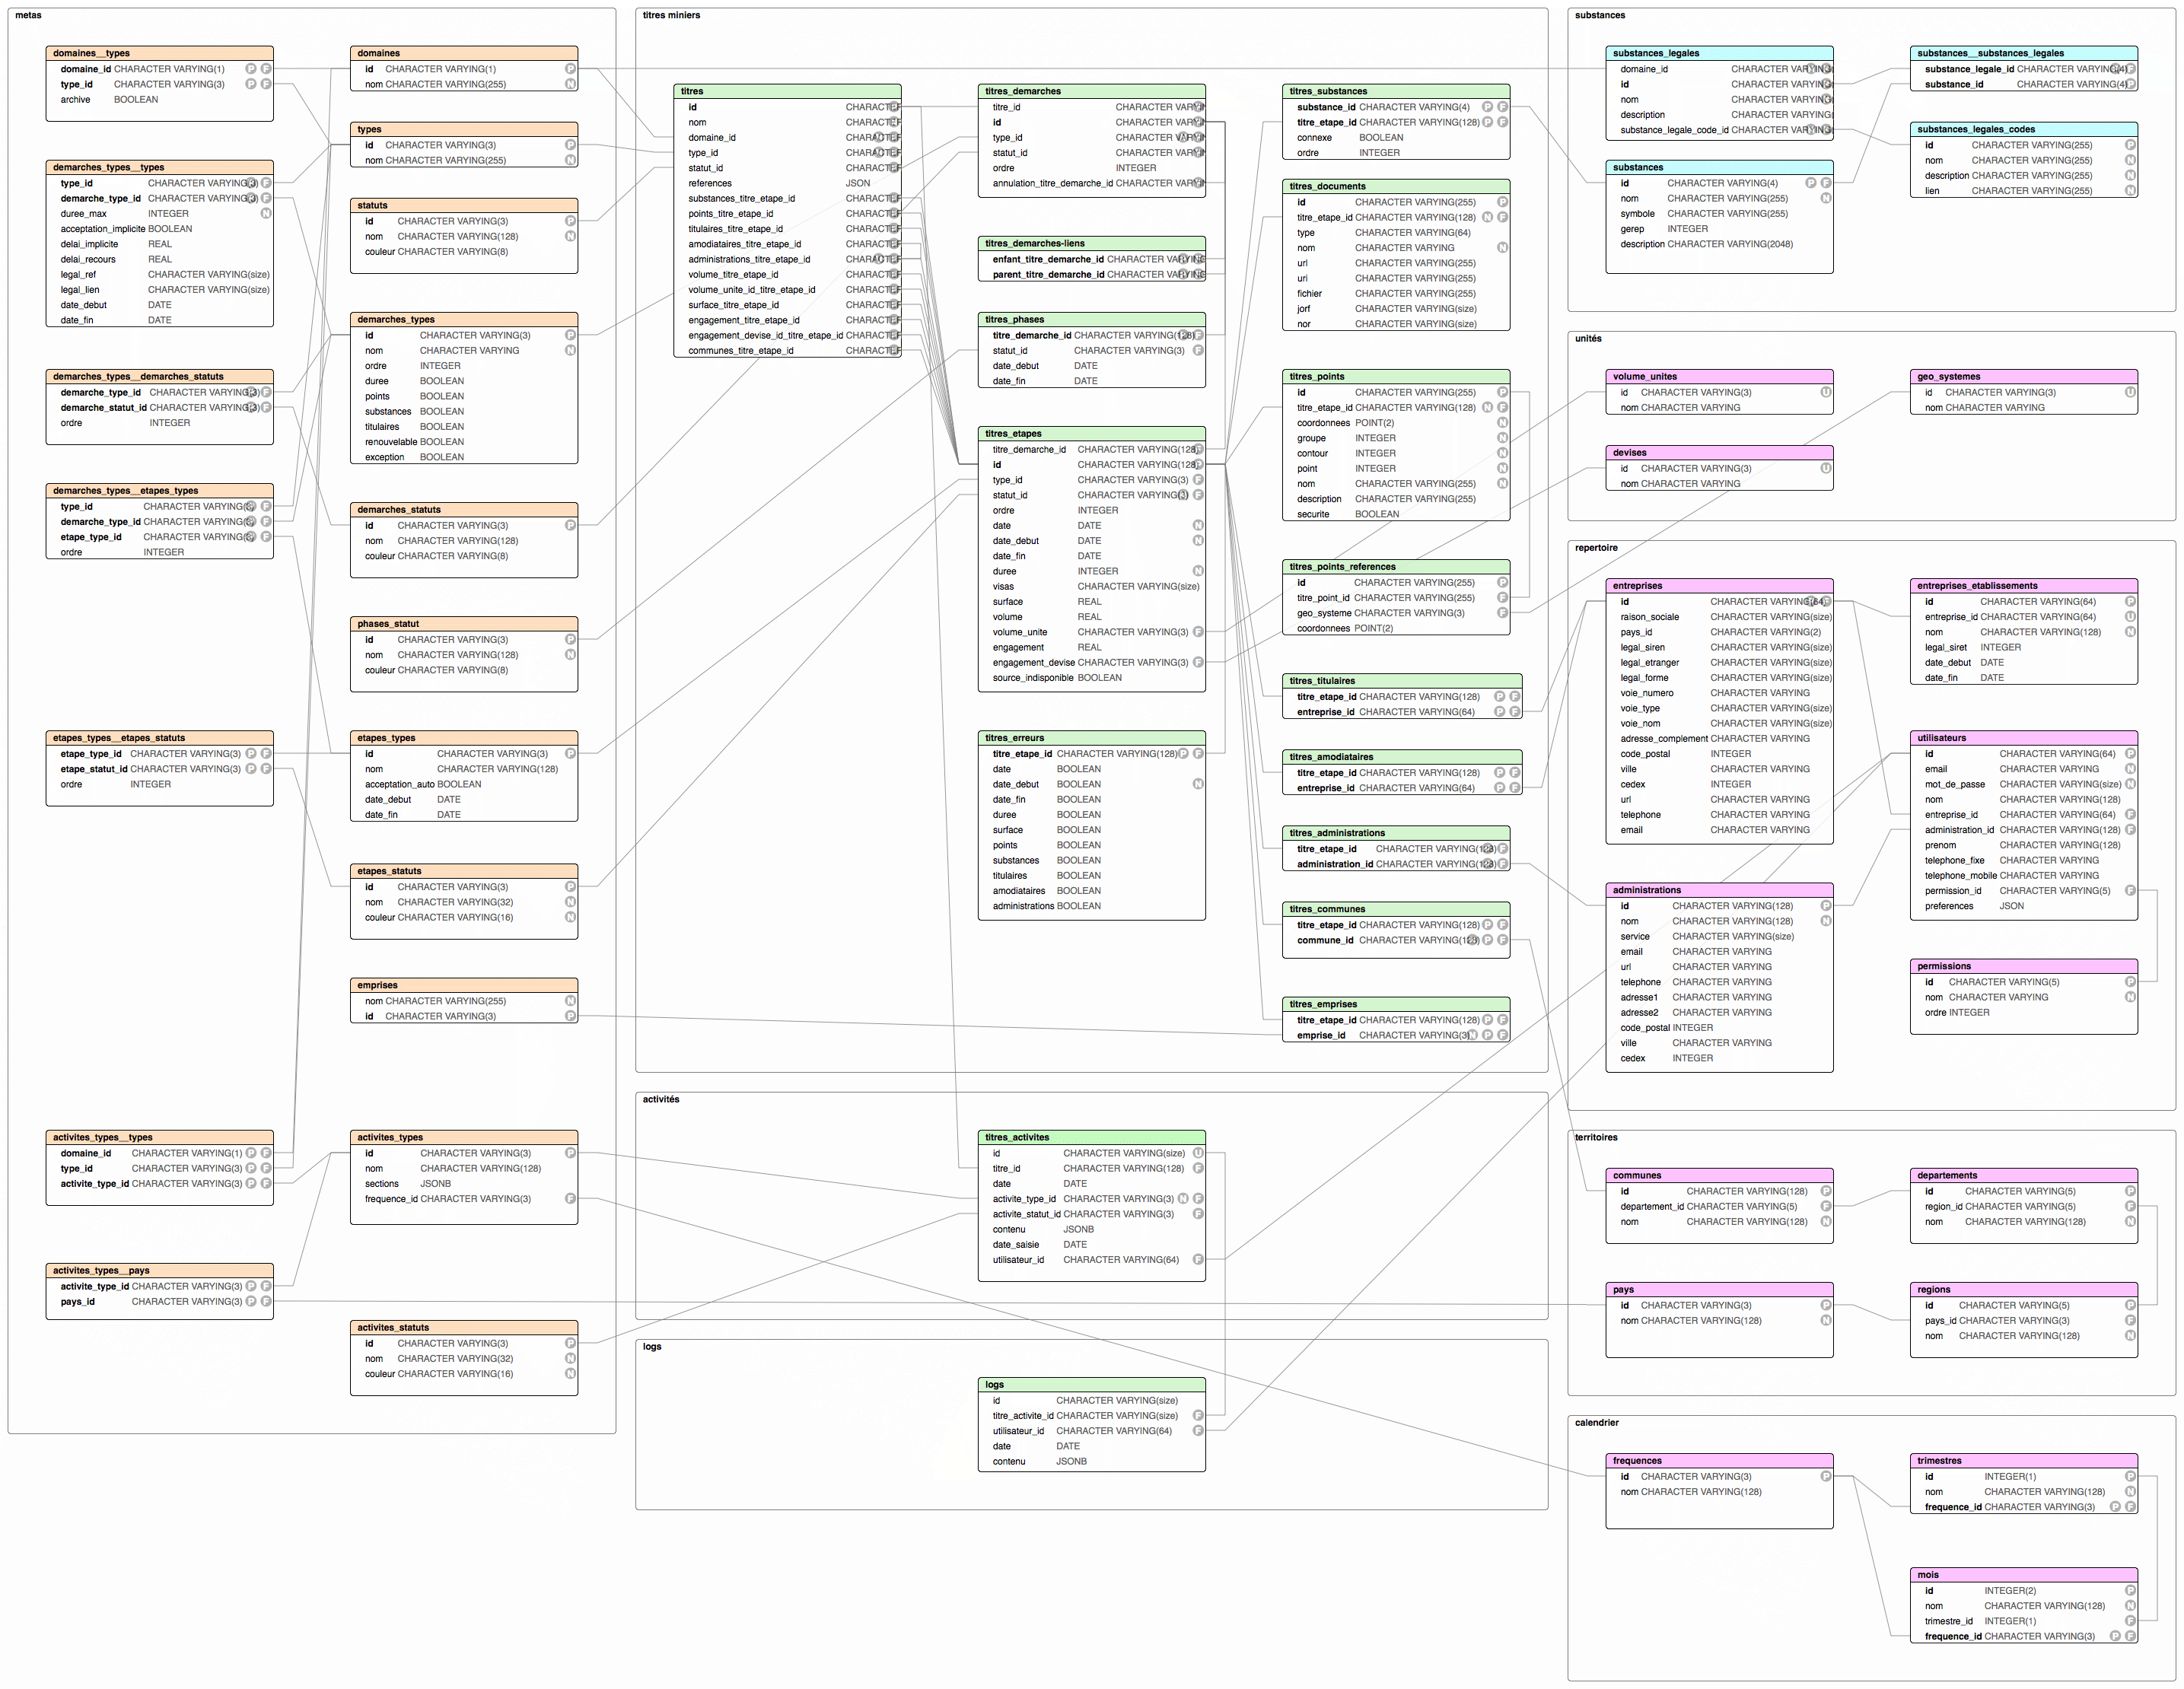 metas
domaines__types
domaine_id CHARACTER VARYING(1) P F
type_id CHARACTER VARYING(3) P F
archive BOOLEAN
demarches_types__types
type_id CHARACTER VARYING(3) F
demarche_type_id CHARACTER VARYING(3) F
duree_max INTEGER N
acceptation_implicite BOOLEAN
delai_implicite REAL
delai_recours REAL
legal_ref CHARACTER VARYING(size)
legal_lien CHARACTER VARYING(size)
date_debut DATE
date_fin DATE
demarches_types__demarches_statuts
demarche_type_id CHARACTER VARYING(3) F
demarche_statut_id CHARACTER VARYING(3) F
ordre INTEGER
demarches_types__etapes_types
type_id CHARACTER VARYING(3) F
demarche_type_id CHARACTER VARYING(3) F
etape_type_id CHARACTER VARYING(3) F
ordre INTEGER
etape_types__etapes_statuts
etape_type_id CHARACTER VARYING(3) P F
etape_statut_id CHARACTER VARYING(3) P F
ordre INTEGER
activites_types__types
domaine_id CHARACTER VARYING(1) P F
type_id CHARACTER VARYING(3) P F
activite_type_id CHARACTER VARYING(3) P F
activites_types__pays
activite_type_id CHARACTER VARYING(3) P F
pays_id CHARACTER VARYING(3) P F
domaines
id CHARACTER VARYING(1) P
nom CHARACTER VARYING(255) N
types
id CHARACTER VARYING(3) P
nom CHARACTER VARYING(255) N
statuts
id CHARACTER VARYING(3) P
nom CHARACTER VARYING(128) N
couleur CHARACTER VARYING(8)
demarches_types
id CHARACTER VARYING(3) P
nom CHARACTER VARYING N
ordre INTEGER
duree BOOLEAN
points BOOLEAN
substances BOOLEAN
titulaires BOOLEAN
renouvelable BOOLEAN
exception BOOLEAN
demarches_statuts
id CHARACTER VARYING(3) P
nom CHARACTER VARYING(128)
couleur CHARACTER VARYING(8)
phases_statut
id CHARACTER VARYING(3) P
nom CHARACTER VARYING(128) N
couleur CHARACTER VARYING(8)
etapes_types
id CHARACTER VARYING(3) P
nom CHARACTER VARYING(128)
acceptation_auto BOOLEAN
date_debut DATE
date_fin DATE
etapes_statuts
id CHARACTER VARYING(3) P
nom CHARACTER VARYING(32) N
couleur CHARACTER VARYING(16) N
emprises
nom CHARACTER VARYING(255) N
id CHARACTER VARYING(3) P
activites_types
id CHARACTER VARYING(3) P
nom CHARACTER VARYING(128)
sections JSONB
frequence_id CHARACTER VARYING(3) F
activites_statuts
id CHARACTER VARYING(3) P
nom CHARACTER VARYING(32) N
couleur CHARACTER VARYING(16) N
titres miniers
titres
id
nom
domaine_id
type_id
statut_id
references JSON
substances_titre_etape_id
points_titre_etape_id
titulaires_titre_etape_id
amodiataires_titre_etape_id
administrations_titre_etape_id
volume_titre_etape_id
volume_unite_id_titre_etape_id
surface_titre_etape_id
engagement_titre_etape_id
engagement_devise_id_titre_etape_id
communes_titre_etape_id
titres_demarches
titre_id CHARACTER
id CHARACTER
type_id CHARACTER
statut_id CHARACTER
ordre INTEGER
annulation_titre_demarche_id CHARACTER
titres_demarches-liens
enfant_titre_demarche_id CHARACTER
parent_titre_demarche_id CHARACTER
titres_phases
titre_demarche_id CHARACTER VARYING(128) F
statut_id CHARACTER VARYING(3) F
date_debut DATE
date_fin DATE
titres_etapes
titre_demarche_id CHARACTER VARYING(128)
id CHARACTER VARYING(128)
type_id CHARACTER VARYING(3) F
statut_id CHARACTER VARYING(3) F
ordre INTEGER
date DATE N
date_debut DATE N
date_fin DATE
duree INTEGER N
visas CHARACTER VARYING(size)
surface REAL
volume REAL
volume_unite CHARACTER VARYING(3) F
engagement REAL
engagement_devise CHARACTER VARYING(3) F
source_indisponible BOOLEAN
titres_erreurs
titre_etape_id CHARACTER VARYING(128) P F
date BOOLEAN
date_debut BOOLEAN N
date_fin BOOLEAN
duree BOOLEAN
surface BOOLEAN
points BOOLEAN
substances BOOLEAN
titulaires BOOLEAN
amodiataires BOOLEAN
administrations BOOLEAN
titres_substances
substance_id CHARACTER VARYING(4) P F
titre_etape_id CHARACTER VARYING(128) P F
connexe BOOLEAN
ordre INTEGER
titres_documents
id CHARACTER VARYING(255) P
titre_etape_id CHARACTER VARYING(128) N F
type CHARACTER VARYING(64)
nom CHARACTER VARYING N
url CHARACTER VARYING(255)
uri CHARACTER VARYING(255)
fichier CHARACTER VARYING(255)
jorf CHARACTER VARYING(size)
nor CHARACTER VARYING(size)
titres_points
id CHARACTER VARYING(255) P
titre_etape_id CHARACTER VARYING(128) N F
coordonnees POINT(2) N
groupe INTEGER N
contour INTEGER N
point INTEGER N
nom CHARACTER VARYING(255) N
description CHARACTER VARYING(255)
securite BOOLEAN
titres_points_references
id CHARACTER VARYING(255) P
titre_point_id CHARACTER VARYING(255) F
geo_systeme CHARACTER VARYING(3) F
coordonnees POINT(2)
titres_titulaires
titre_etape_id CHARACTER VARYING(128) P F
entreprise_id CHARACTER VARYING(64) P F
titres_amodiataires
titre_etape_id CHARACTER VARYING(128) P F
entreprise_id CHARACTER VARYING(64) P F
titres_administrations
titre_etape_id CHARACTER VARYING(128) F
administration_id CHARACTER VARYING(128) F
titres_communes
titre_etape_id CHARACTER VARYING(128) P F
commune_id CHARACTER VARYING(128) P F
titres_emprises
titre_etape_id CHARACTER VARYING(128) P F
emprise_id CHARACTER VARYING(3) N P F
activités
titres_activites
id CHARACTER VARYING(size) U
titre_id CHARACTER VARYING(128) F
date DATE
activite_type_id CHARACTER VARYING(3) N F
activite_statut_id CHARACTER VARYING(3) F
contenu JSONB
date_saisie DATE
utilisateur_id CHARACTER VARYING(64) F
logs
logs
id CHARACTER VARYING(size)
titre_activite_id CHARACTER VARYING(size) F
utilisateur_id CHARACTER VARYING(64) F
date DATE
contenu JSONB
substances
substances_legales
domaine_id CHARACTER
id CHARACTER
nom CHARACTER
description CHARACTER
substance_legale_code_id CHARACTER
substances
id CHARACTER VARYING(4) P F
nom CHARACTER VARYING(255) N
symbole CHARACTER VARYING(255)
gerep INTEGER
description CHARACTER VARYING(2048)
substances__substances_legales
substance_legale_id CHARACTER VARYING(4)
substance_id CHARACTER VARYING(4)
substances_legales_codes
id CHARACTER VARYING(255) P
nom CHARACTER VARYING(255) N
description CHARACTER VARYING(255) N
lien CHARACTER VARYING(255) N
unités
volume_unites
id CHARACTER VARYING(3) U
nom CHARACTER VARYING
geo_systemes
id CHARACTER VARYING(3) U
nom CHARACTER VARYING
devises
id CHARACTER VARYING(3) U
nom CHARACTER VARYING
repertoire
entreprises
id CHARACTER VARYING(64)
raison_sociale CHARACTER VARYING(size)
pays_id CHARACTER VARYING(2)
legal_siren CHARACTER VARYING(size)
legal_etranger CHARACTER VARYING(size)
legal_forme CHARACTER VARYING(size)
voie_numero CHARACTER VARYING
voie_type CHARACTER VARYING(size)
voie_nom CHARACTER VARYING(size)
adresse_complement CHARACTER VARYING
code_postal INTEGER
ville CHARACTER VARYING
cedex INTEGER
url CHARACTER VARYING
telephone CHARACTER VARYING
email CHARACTER VARYING
administrations
id CHARACTER VARYING(128) P
nom CHARACTER VARYING(128) N
service CHARACTER VARYING(size)
email CHARACTER VARYING
url CHARACTER VARYING
telephone CHARACTER VARYING
adresse1 CHARACTER VARYING
adresse2 CHARACTER VARYING
code_postal INTEGER
ville CHARACTER VARYING
cedex INTEGER
entreprises_etablissements
id CHARACTER VARYING(64) P
entreprise_id CHARACTER VARYING(64) U
nom CHARACTER VARYING(128) N
legal_siret INTEGER
date_debut DATE
date_fin DATE
utilisateurs
id CHARACTER VARYING(64) P
email CHARACTER VARYING N
mot_de_passe CHARACTER VARYING(size) N
nom CHARACTER VARYING(128)
entreprise_id CHARACTER VARYING(64) F
administration_id CHARACTER VARYING(128) F
prenom CHARACTER VARYING(128)
telephone_fixe CHARACTER VARYING
telephone_mobile CHARACTER VARYING
permission_id CHARACTER VARYING(5) F
preferences JSON
permissions
id CHARACTER VARYING(5) P
nom CHARACTER VARYING N
ordre INTEGER
territoires
communes
id CHARACTER VARYING(128) P
departement_id CHARACTER VARYING(5) F
nom CHARACTER VARYING(128) N
departements
id CHARACTER VARYING(5) P
region_id CHARACTER VARYING(5) F
nom CHARACTER VARYING(128) N
pays
id CHARACTER VARYING(3) P
nom CHARACTER VARYING(128) N
regions
id CHARACTER VARYING(5) P
pays_id CHARACTER VARYING(3) F
nom CHARACTER VARYING(128) N
calendrier
frequences
id CHARACTER VARYING(3) P
nom CHARACTER VARYING(128)
trimestres
id INTEGER(1) P
nom CHARACTER VARYING(128) N
frequence_id CHARACTER VARYING(3) P F
mois
id INTEGER(2) P
nom CHARACTER VARYING(128) N
trimestre_id INTEGER(1) F
frequence_id CHARACTER VARYING(3) P F